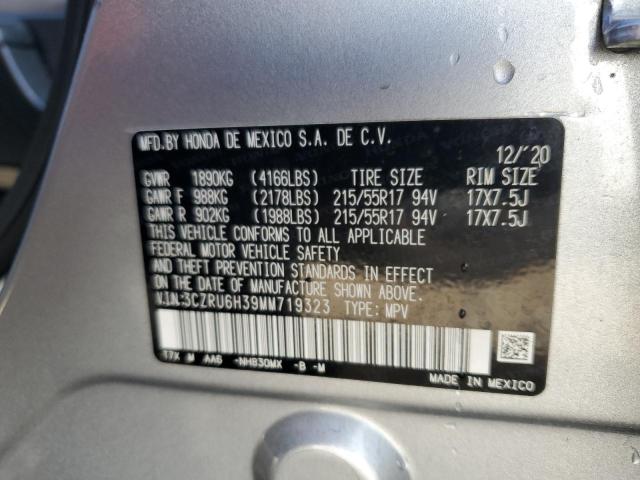 MFD.BY HONDA DE MEXICO S.A. DE C.V.
12/'20
GVWR 1890KG (4166LBS) TIRE SIZE RIM SIZE
GAWR F 988KG (2178LBS) 215/55R17 94V 17X7.5J
GAWR R 902KG (1988LBS) 215/55R17 94V 17X7.5J
THIS VEHICLE CONFORMS TO ALL APPLICABLE
FEDERAL MOTOR VEHICLE SAFETY
AND THEFT PREVENTION STANDARDS IN EFFECT
ON THE DATE OF MANUFACTURE SHOWN ABOVE.
V.I.N:3CZRU6H39MM719323 TYPE: MPV
T7X M AA6 -NH830MX -B -M
MADE IN MEXICO